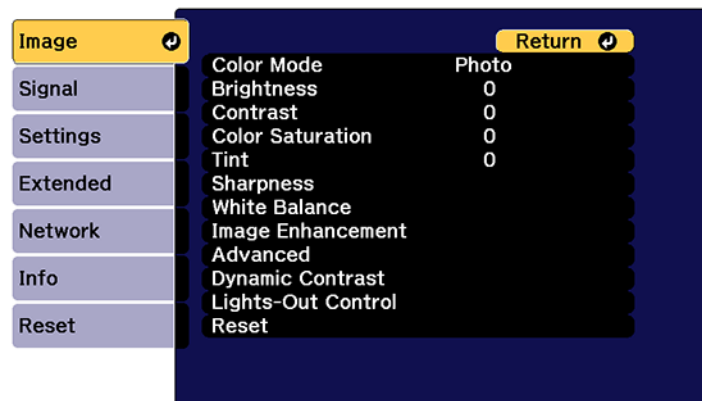 Image
Signal
Settings
Extended
Network
Info
Reset
Return
Color Mode Photo
Brightness 0
Contrast 0
Color Saturation 0
Tint 0
Sharpness
White Balance
Image Enhancement
Advanced
Dynamic Contrast
Lights-Out Control
Reset